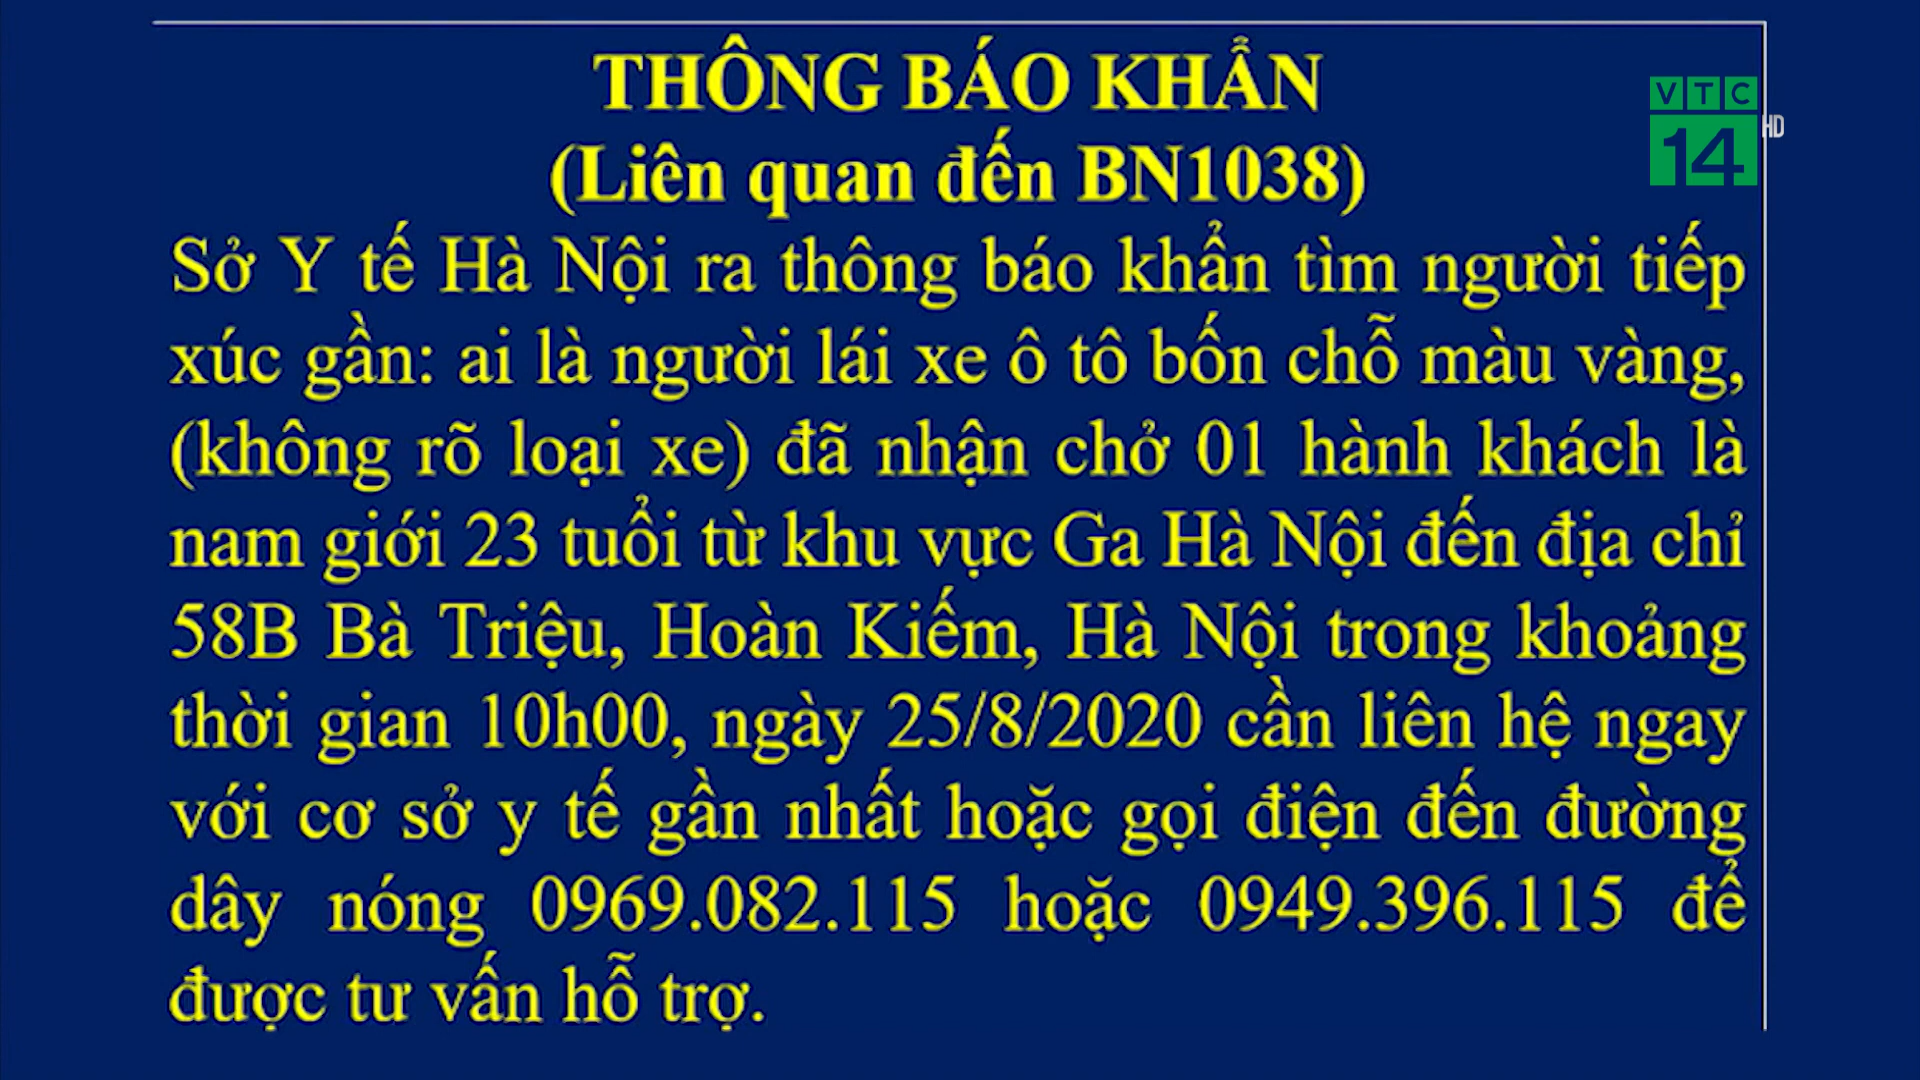 THÔNG BÁO KHẨN
(Liên quan đến BN1038)
VTC
14 HD
Sở Y tế Hà Nội ra thông báo khẩn tìm người tiếp
xúc gần: ai là người lái xe ô tô bốn chỗ màu vàng,
(không rõ loại xe) đã nhận chở 01 hành khách là
nam giới 23 tuổi từ khu vực Ga Hà Nội đến địa chỉ
58B Bà Triệu, Hoàn Kiếm, Hà Nội trong khoảng
thời gian 10h00, ngày 25/8/2020 cần liên hệ ngay
với cơ sở y tế gần nhất hoặc gọi điện đến đường
dây nóng 0969.082.115 hoặc 0949.396.115 để
được tư vấn hỗ trợ.